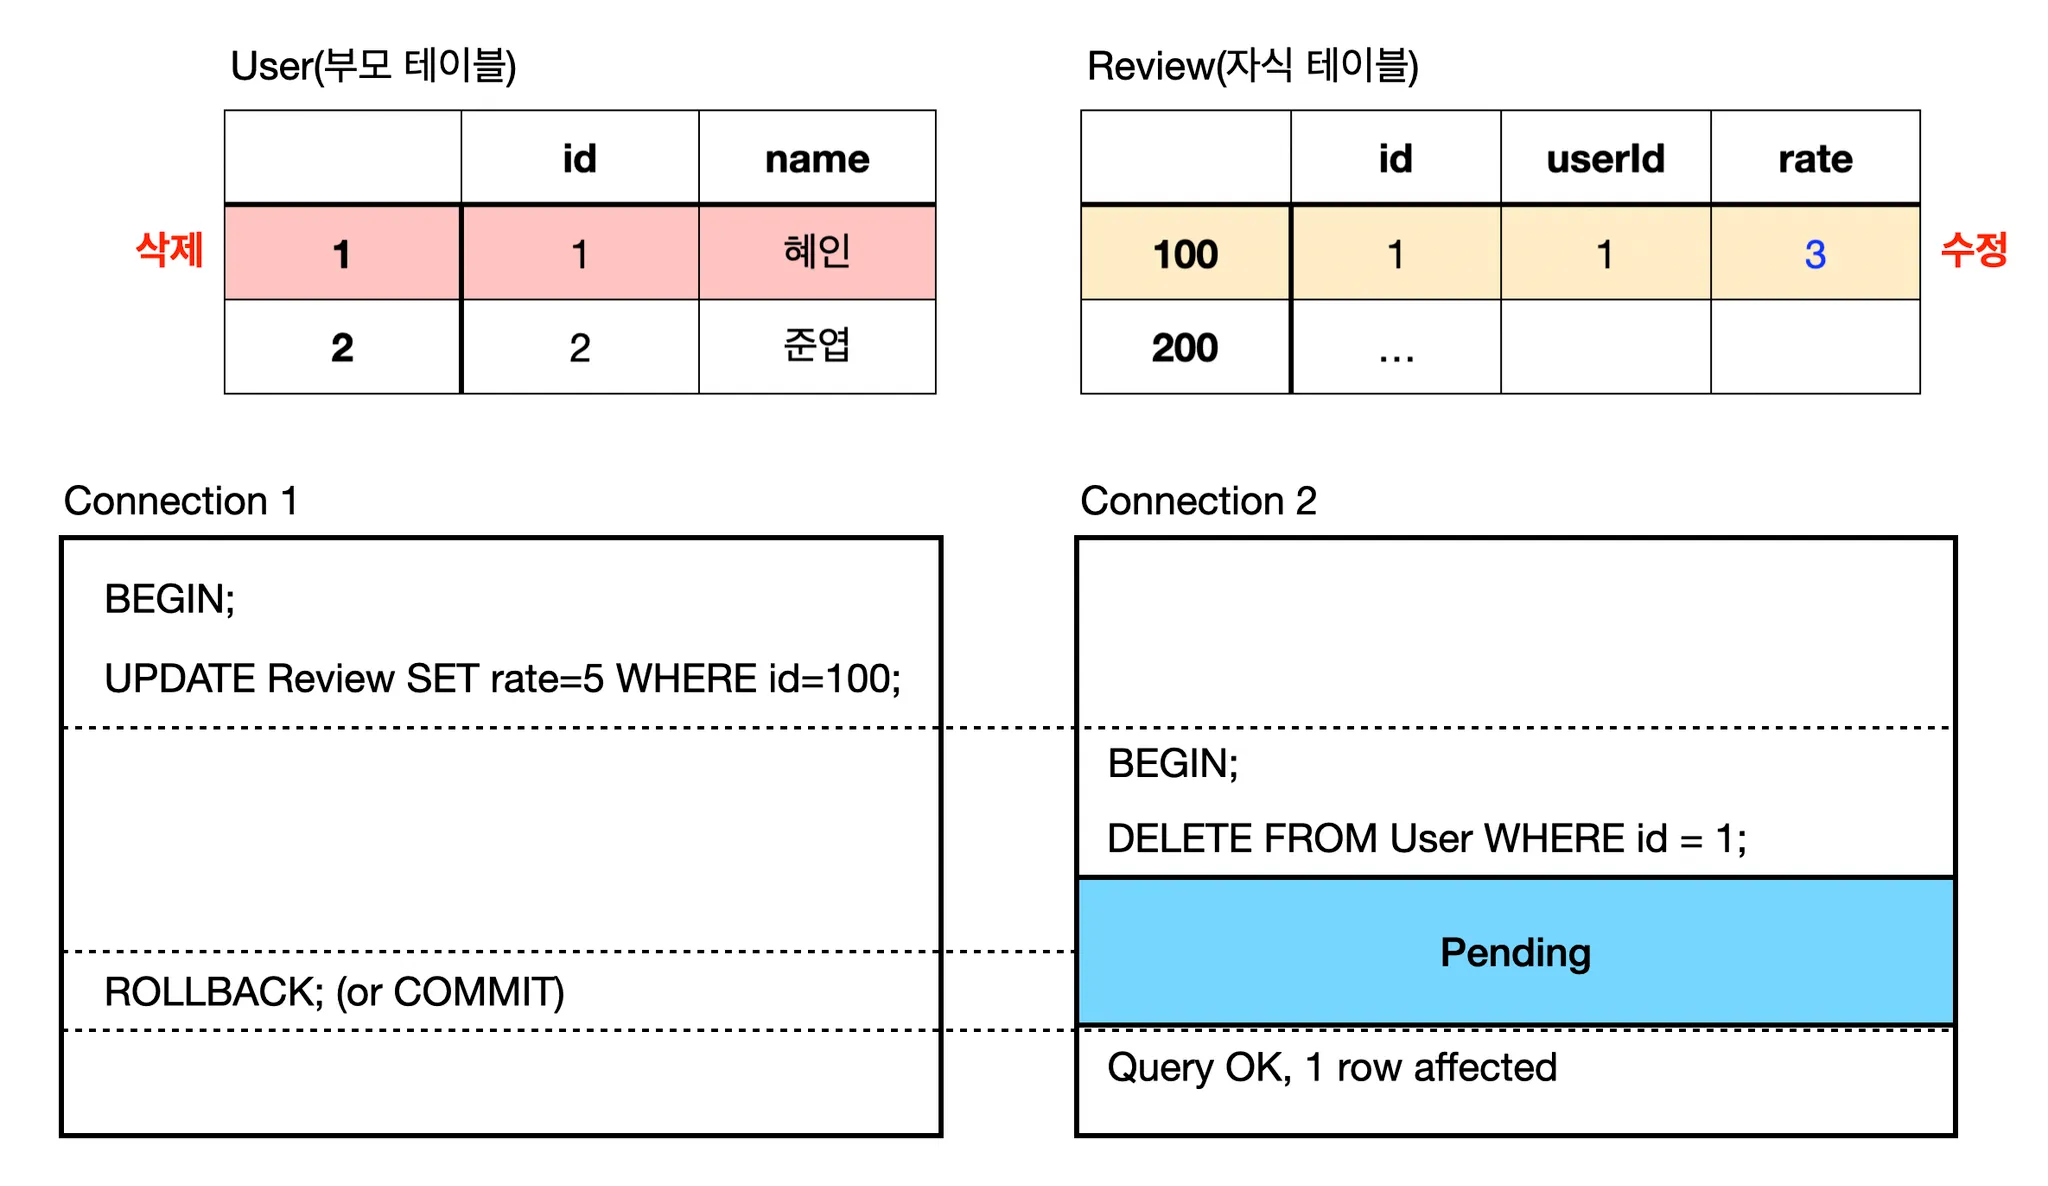 User(부모 테이블)
id name
삭제 1 1 혜인
2 2 준엽
Review(자식 테이블)
id userId rate
100 1 1 3 수정
200 ...
Connection 1
BEGIN;
UPDATE Review SET rate=5 WHERE id=100;
ROLLBACK; (or COMMIT)
Connection 2
BEGIN;
DELETE FROM User WHERE id = 1;
Pending
Query OK, 1 row affected